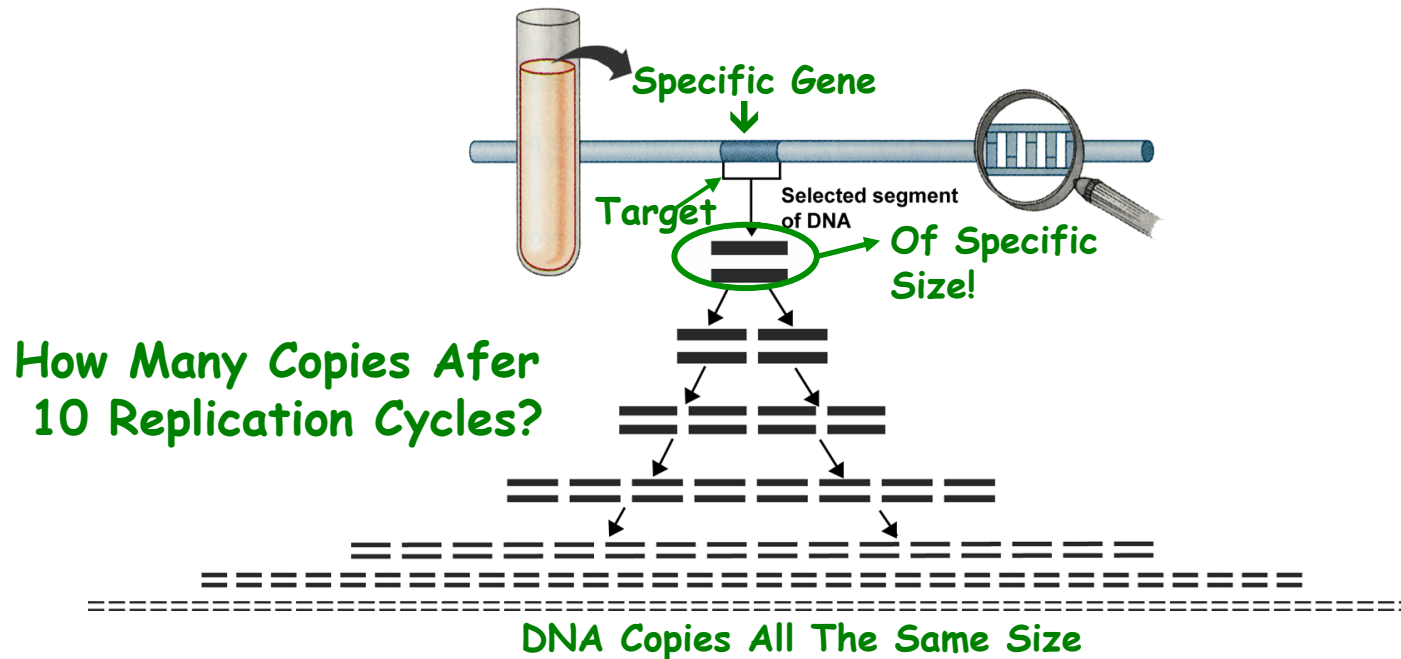 Specific Gene
Target
Selected segment
of DNA
Of Specific
Size!
How Many Copies Afer
10 Replication Cycles?
DNA Copies All The Same Size